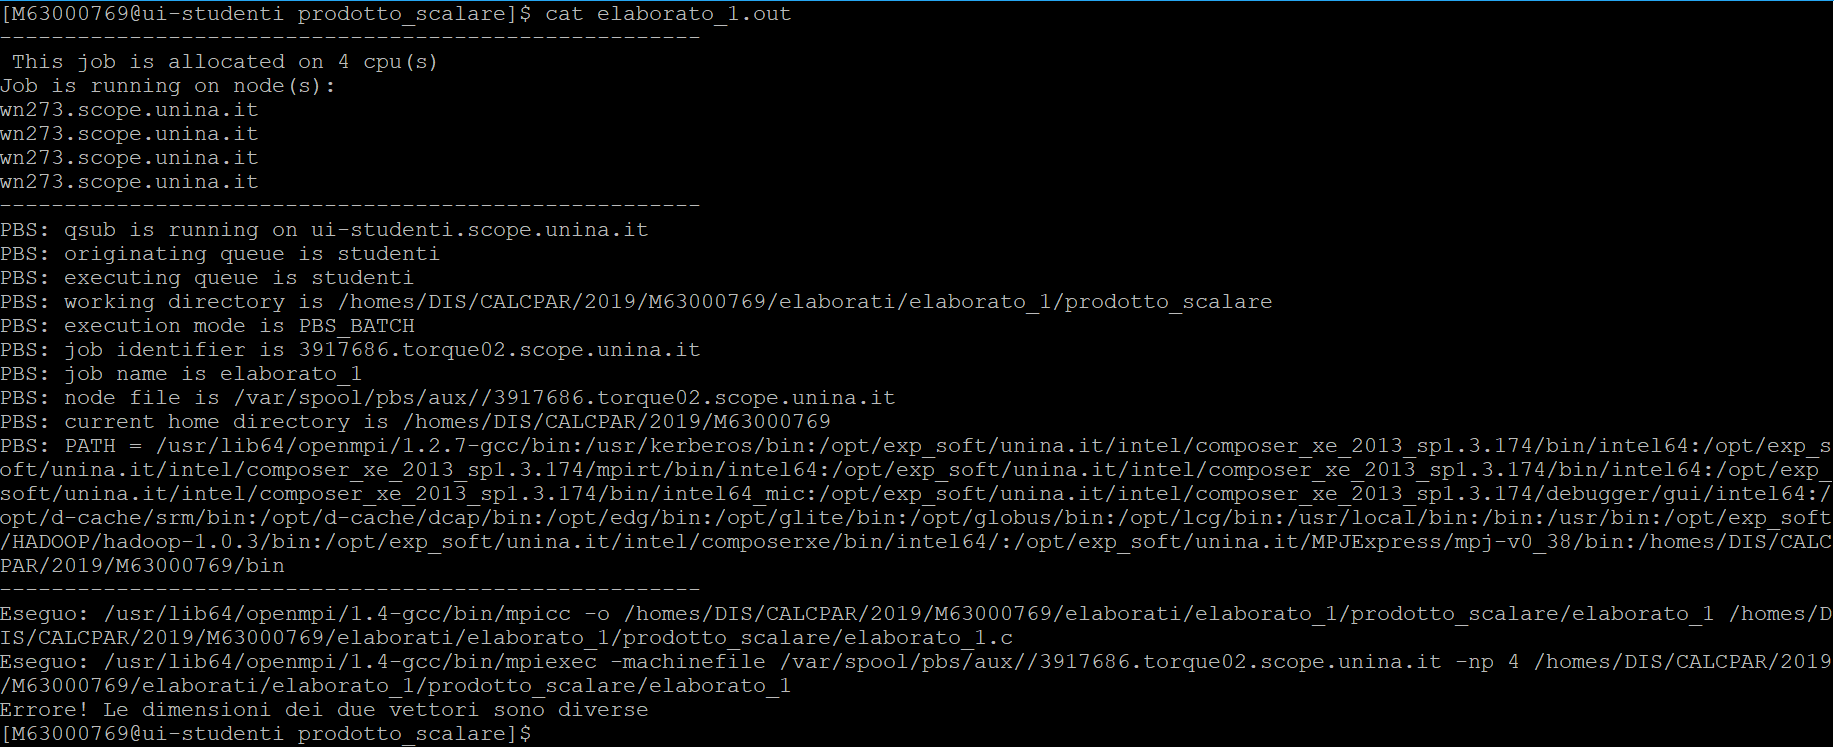 [M63000769@ui-studenti prodotto_scalare]$ cat elaborato_1.out
------------------------------------------------------
 This job is allocated on 4 cpu(s)
Job is running on node(s):
wn273.scope.unina.it
wn273.scope.unina.it
wn273.scope.unina.it
wn273.scope.unina.it
------------------------------------------------------
PBS: qsub is running on ui-studenti.scope.unina.it
PBS: originating queue is studenti
PBS: executing queue is studenti
PBS: working directory is /homes/DIS/CALCPAR/2019/M63000769/elaborati/elaborato_1/prodotto_scalare
PBS: execution mode is PBS_BATCH
PBS: job identifier is 3917686.torque02.scope.unina.it
PBS: job name is elaborato_1
PBS: node file is /var/spool/pbs/aux//3917686.torque02.scope.unina.it
PBS: current home directory is /homes/DIS/CALCPAR/2019/M63000769
PBS: PATH = /usr/lib64/openmpi/1.2.7-gcc/bin:/usr/kerberos/bin:/opt/exp_soft/unina.it/intel/composer_xe_2013_sp1.3.174/bin/intel64:/opt/exp_s
oft/unina.it/intel/composer_xe_2013_sp1.3.174/mpirt/bin/intel64:/opt/exp_soft/unina.it/intel/composer_xe_2013_sp1.3.174/bin/intel64:/opt/exp_
soft/unina.it/intel/composer_xe_2013_sp1.3.174/bin/intel64_mic:/opt/exp_soft/unina.it/intel/composer_xe_2013_sp1.3.174/debugger/gui/intel64:/
opt/d-cache/srm/bin:/opt/d-cache/dcap/bin:/opt/edg/bin:/opt/glite/bin:/opt/globus/bin:/opt/lcg/bin:/usr/local/bin:/bin:/usr/bin:/opt/exp_soft
/HADOOP/hadoop-1.0.3/bin:/opt/exp_soft/unina.it/intel/composerxe/bin/intel64/:/opt/exp_soft/unina.it/MPJExpress/mpj-v0_38/bin:/homes/DIS/CALC
PAR/2019/M63000769/bin
------------------------------------------------------
Eseguo: /usr/lib64/openmpi/1.4-gcc/bin/mpicc -o /homes/DIS/CALCPAR/2019/M63000769/elaborati/elaborato_1/prodotto_scalare/elaborato_1 /homes/D
IS/CALCPAR/2019/M63000769/elaborati/elaborato_1/prodotto_scalare/elaborato_1.c
Eseguo: /usr/lib64/openmpi/1.4-gcc/bin/mpiexec -machinefile /var/spool/pbs/aux//3917686.torque02.scope.unina.it -np 4 /homes/DIS/CALCPAR/2019
/M63000769/elaborati/elaborato_1/prodotto_scalare/elaborato_1
Errore! Le dimensioni dei due vettori sono diverse
[M63000769@ui-studenti prodotto_scalare]$